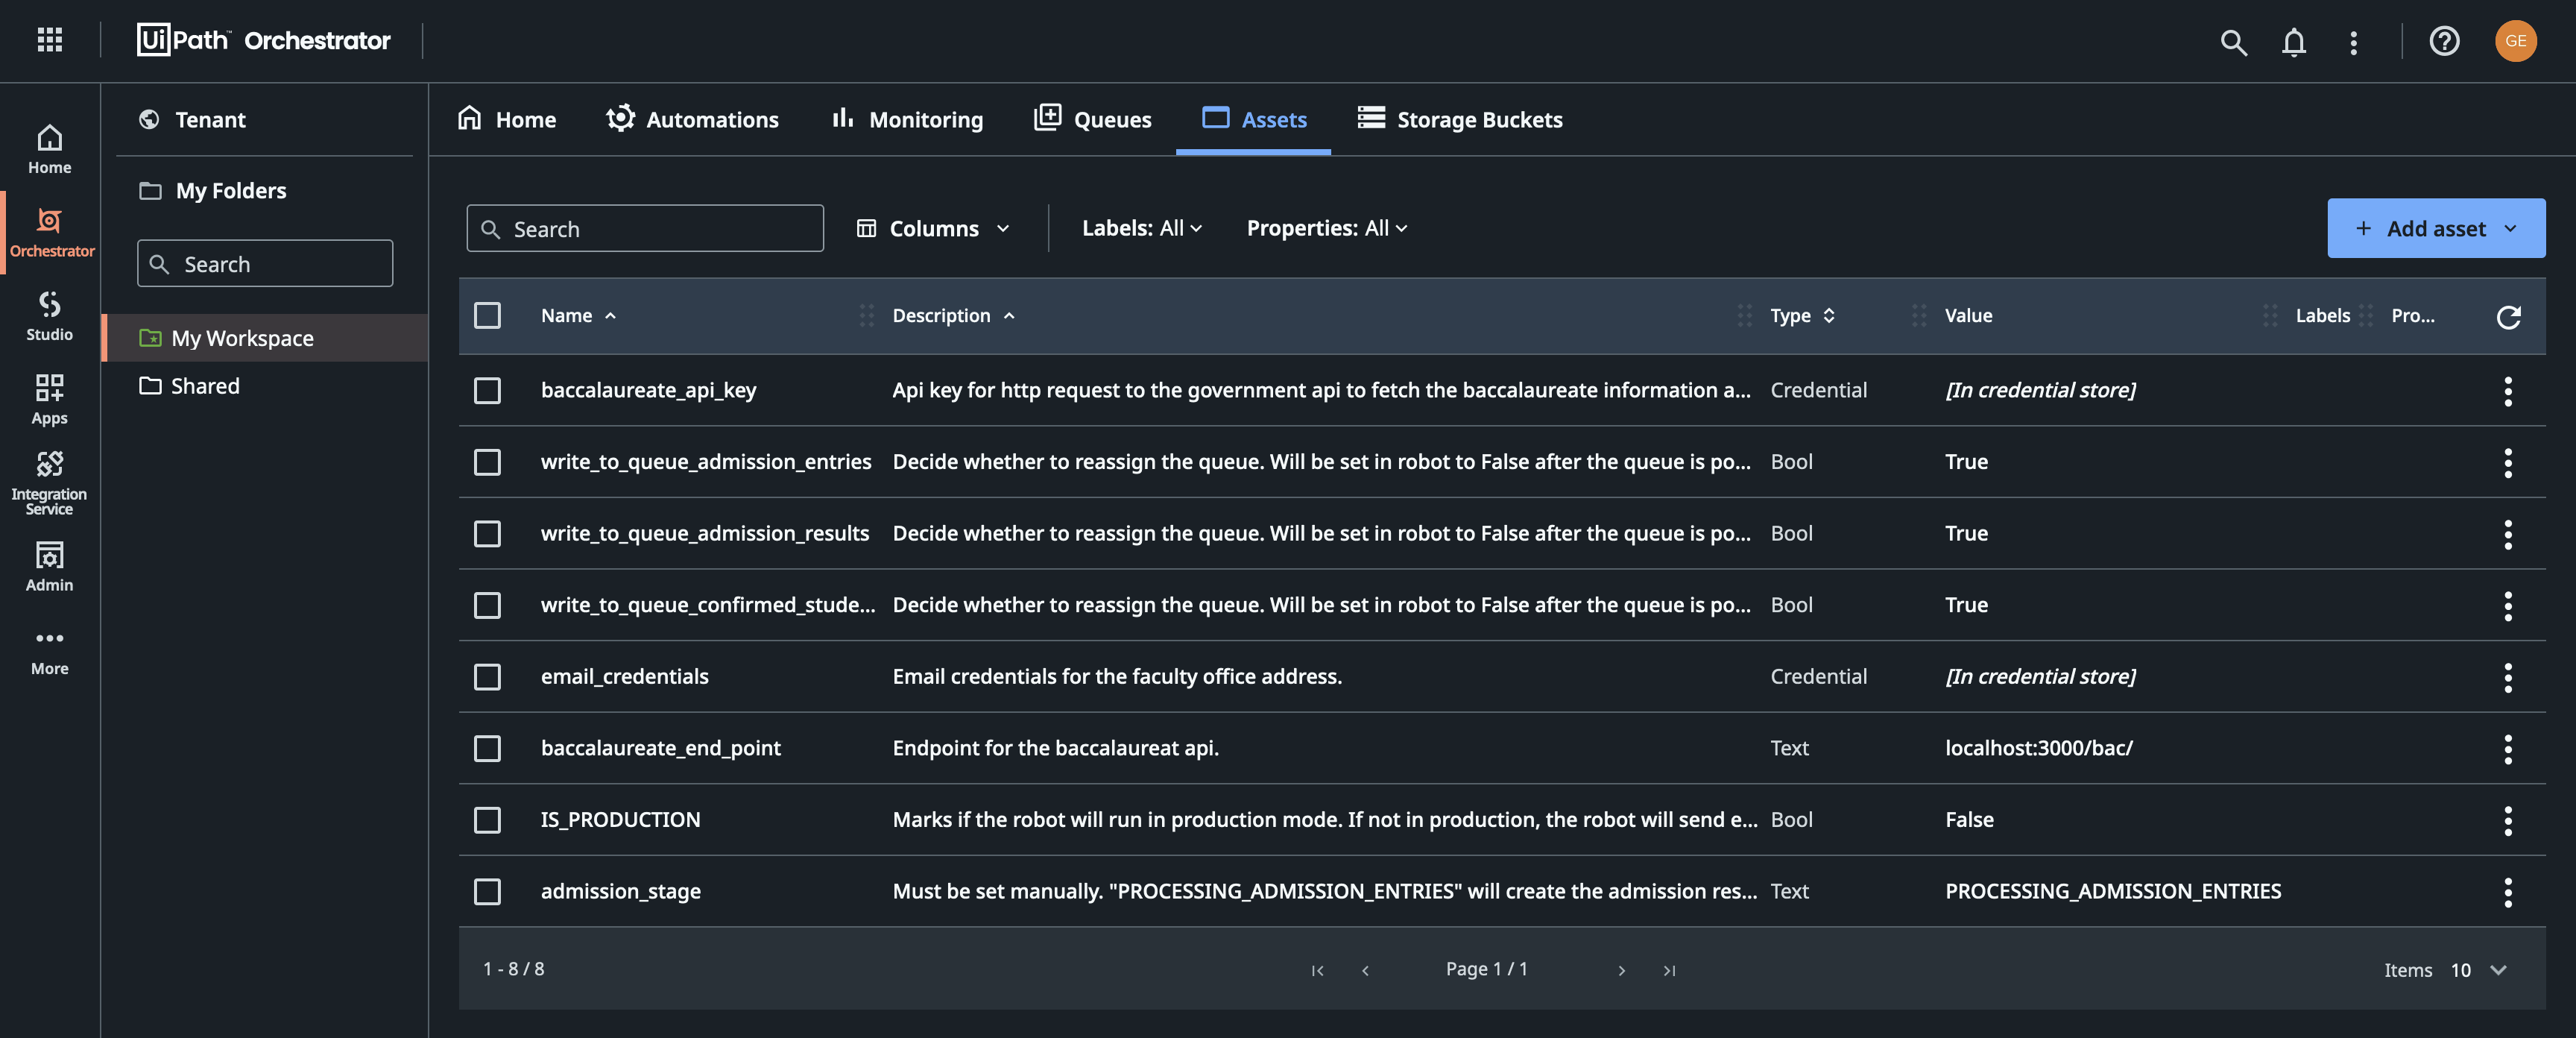 UiPath™ Orchestrator
GE
Home
Orchestrator
Studio
Apps
Integration
Service
Admin
More
Tenant
My Folders
Search
My Workspace
Shared
Home Automations Monitoring Queues Assets Storage Buckets
Search Columns Labels: All Properties: All + Add asset
Name Description Type Value Labels Pro...
baccalaureate_api_key Api key for http request to the government api to fetch the baccalaureate information a... Credential [In credential store]
write_to_queue_admission_entries Decide whether to reassign the queue. Will be set in robot to False after the queue is po... Bool True
write_to_queue_admission_results Decide whether to reassign the queue. Will be set in robot to False after the queue is po... Bool True
write_to_queue_confirmed_stude... Decide whether to reassign the queue. Will be set in robot to False after the queue is po... Bool True
email_credentials Email credentials for the faculty office address. Credential [In credential store]
baccalaureate_end_point Endpoint for the baccalaureat api. Text localhost:3000/bac/
IS_PRODUCTION Marks if the robot will run in production mode. If not in production, the robot will send e... Bool False
admission_stage Must be set manually. "PROCESSING_ADMISSION_ENTRIES" will create the admission res... Text PROCESSING_ADMISSION_ENTRIES
1 - 8 / 8 Page 1 / 1 Items 10